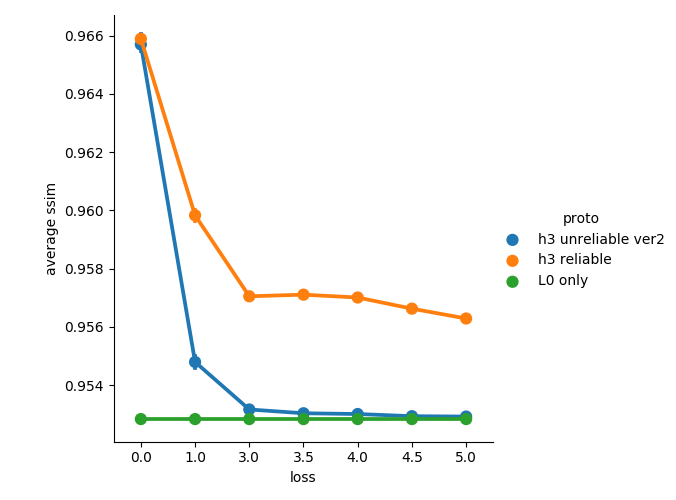 0.966
0.964
0.962
0.960
0.958
0.956
0.954
average ssim
0.0 1.0 3.0 3.5 4.0 4.5 5.0
loss
proto
h3 unreliable ver2
h3 reliable
L0 only